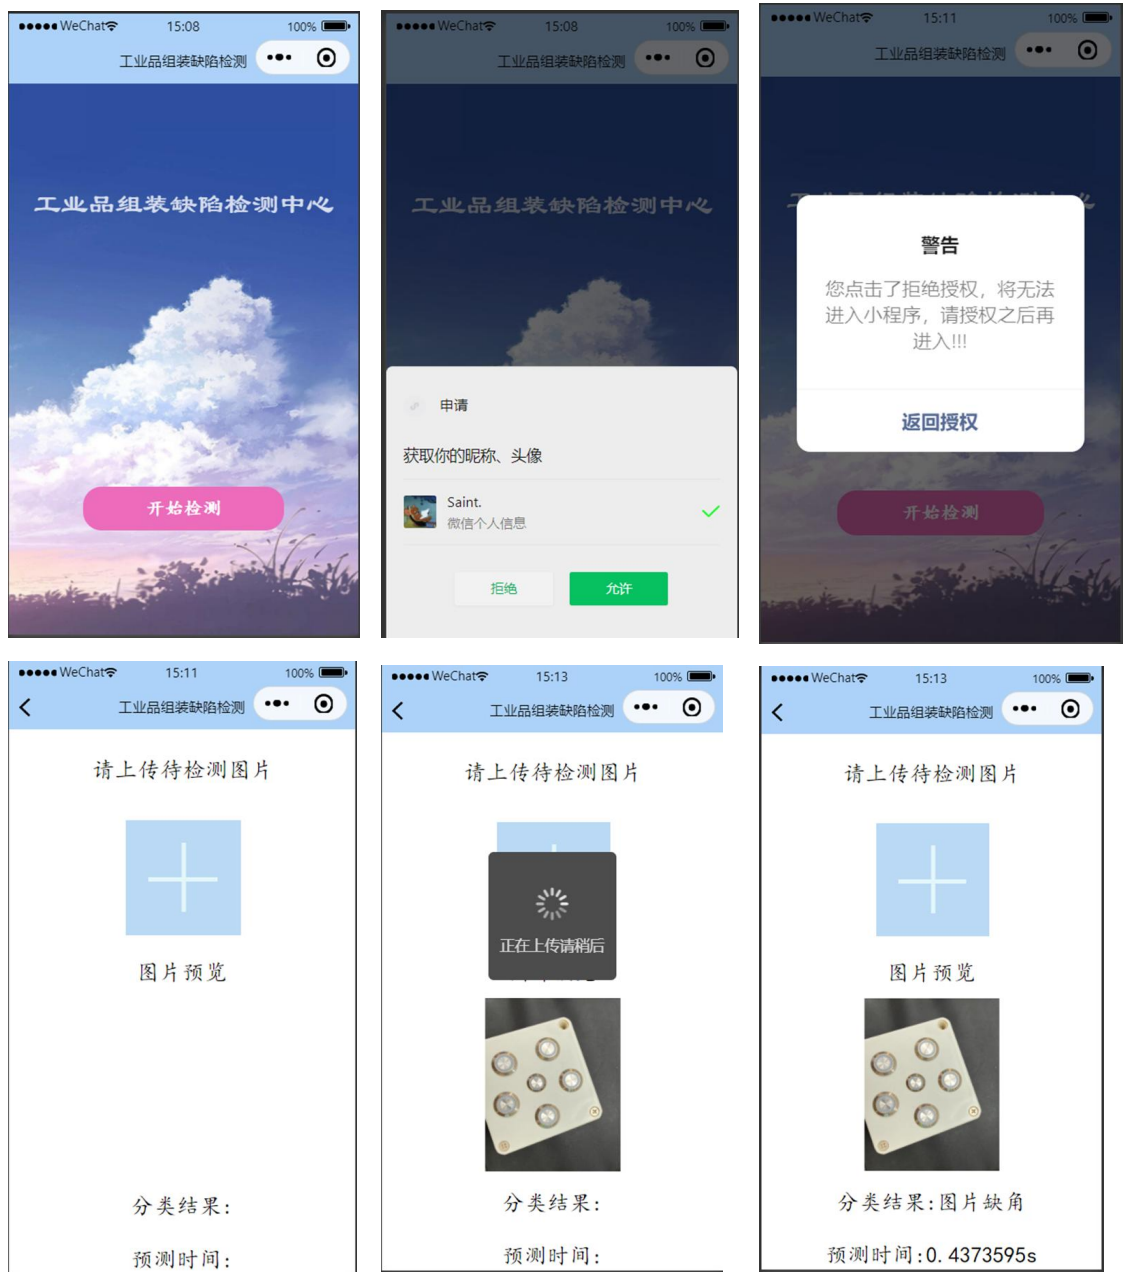 WeChat 15:08 100%
工业品组装缺陷检测
工业品组装缺陷检测中心
开始检测
WeChat 15:08 100%
工业品组装缺陷检测
工业品组装缺陷检测中心
申请
获取你的昵称、头像
Saint.
微信个人信息
拒绝 允许
WeChat 15:11 100%
工业品组装缺陷检测
警告
您点击了拒绝授权，将无法
进入小程序，请授权之后再
进入!!!
返回授权
开始检测
WeChat 15:11 100%
工业品组装缺陷检测
请上传待检测图片
图片预览
分类结果:
预测时间:
WeChat 15:13 100%
工业品组装缺陷检测
请上传待检测图片
正在上传请稍后
分类结果:
预测时间:
WeChat 15:13 100%
工业品组装缺陷检测
请上传待检测图片
图片预览
分类结果:图片缺角
预测时间:0.4373595s